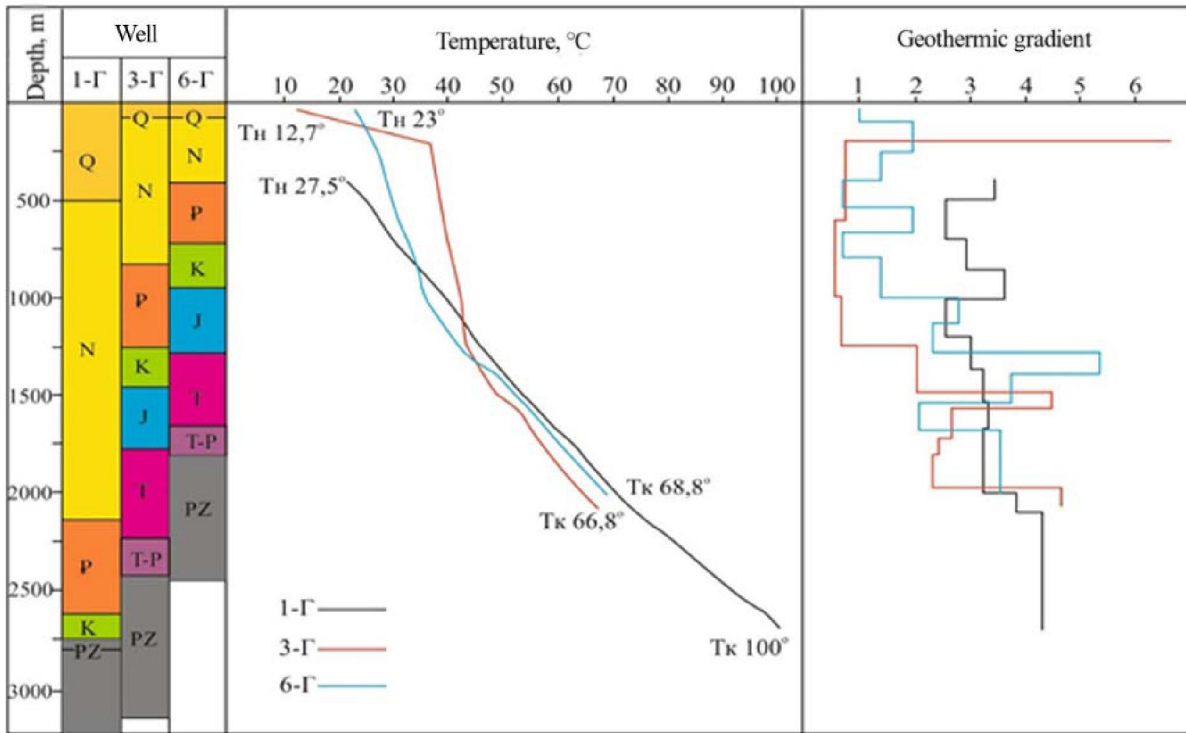 Depth, m
Well
1-Г 3-Г 6-Г
Temperature, °C
10 20 30 40 50 60 70 80 90 100
Geothermic gradient
1 2 3 4 5 6
500
1000
1500
2000
2500
3000
Q
N
P
K
PZ
Q
N
P
K
J
T
T-P
PZ
Q
N
P
K
J
T
T-P
PZ
Tн 12,7°
Tн 23°
Tн 27,5°
Tк 68,8°
Tк 66,8°
Tк 100°
1-Г
3-Г
6-Г